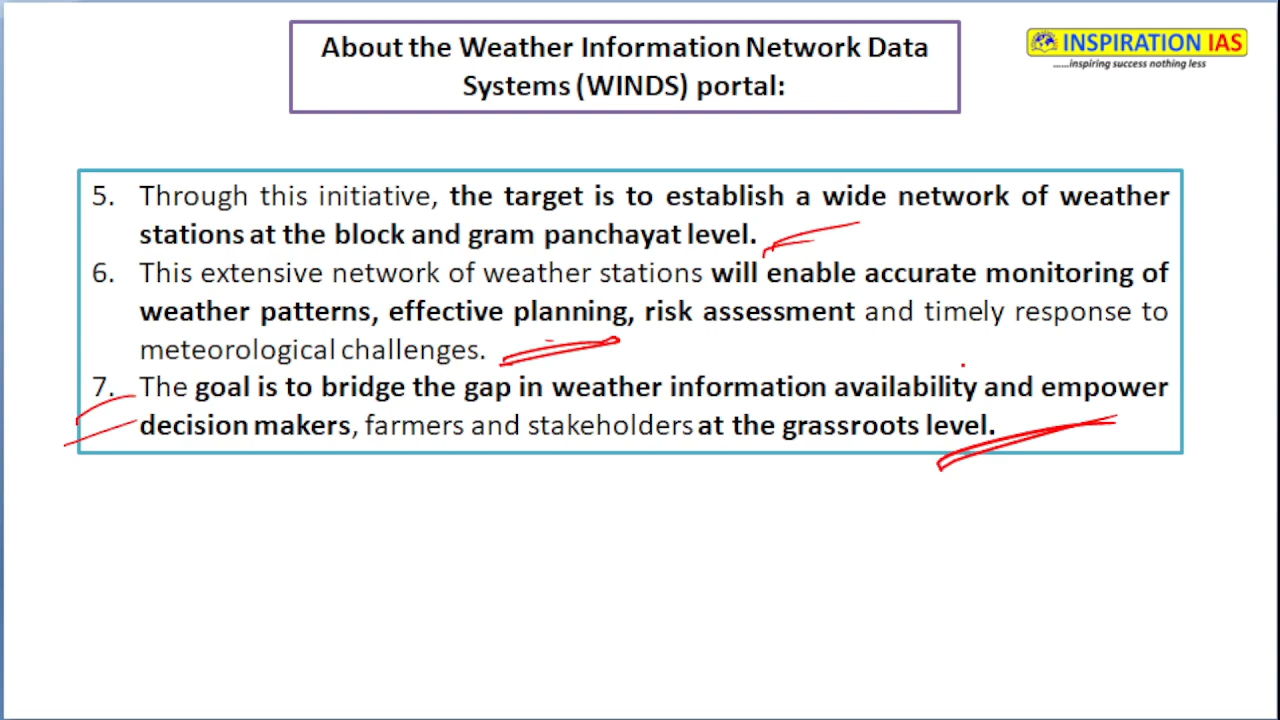 About the Weather Information Network Data
Systems (WINDS) portal:
INSPIRATION IAS
......inspiring success nothing less
5. Through this initiative, the target is to establish a wide network of weather
stations at the block and gram panchayat level.
6. This extensive network of weather stations will enable accurate monitoring of
weather patterns, effective planning, risk assessment and timely response to
meteorological challenges.
7. The goal is to bridge the gap in weather information availability and empower
decision makers, farmers and stakeholders at the grassroots level.